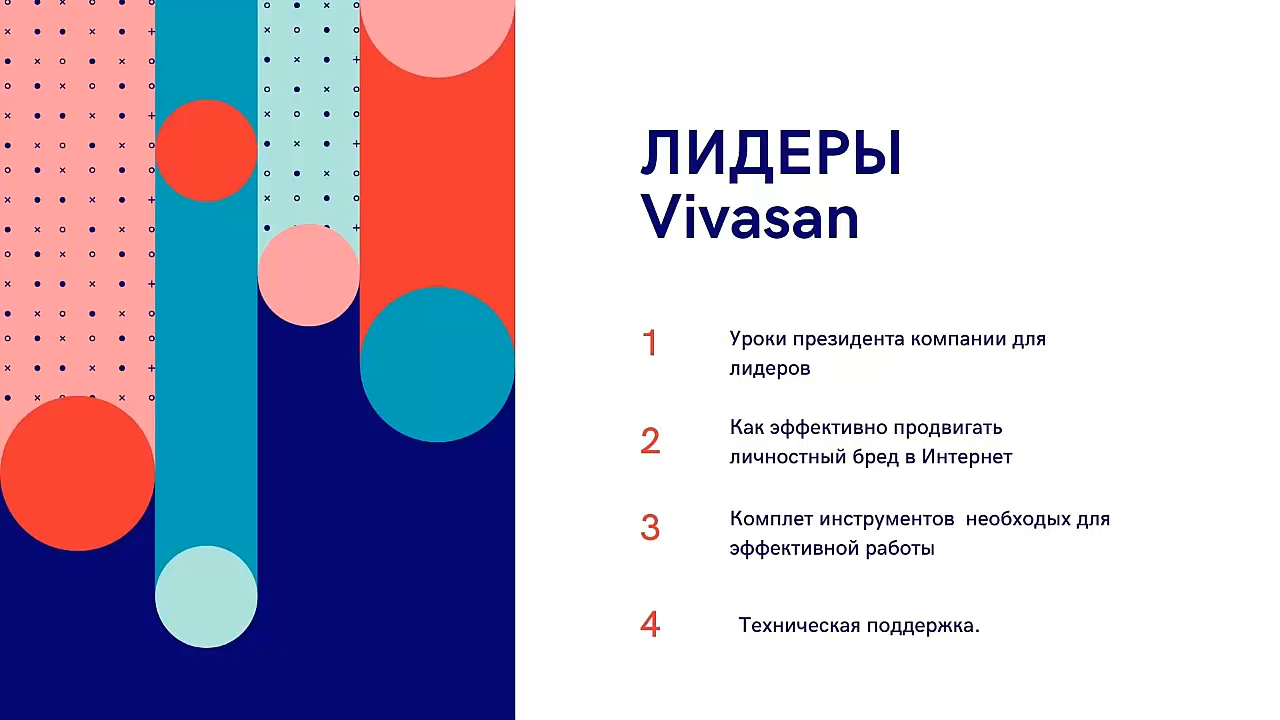 ЛИДЕРЫ
Vivasan
1 Уроки президента компании для
лидеров
2 Как эффективно продвигать
личностный бред в Интернет
3 Комплет инструментов необходых для
эффективной работы
4 Техническая поддержка.